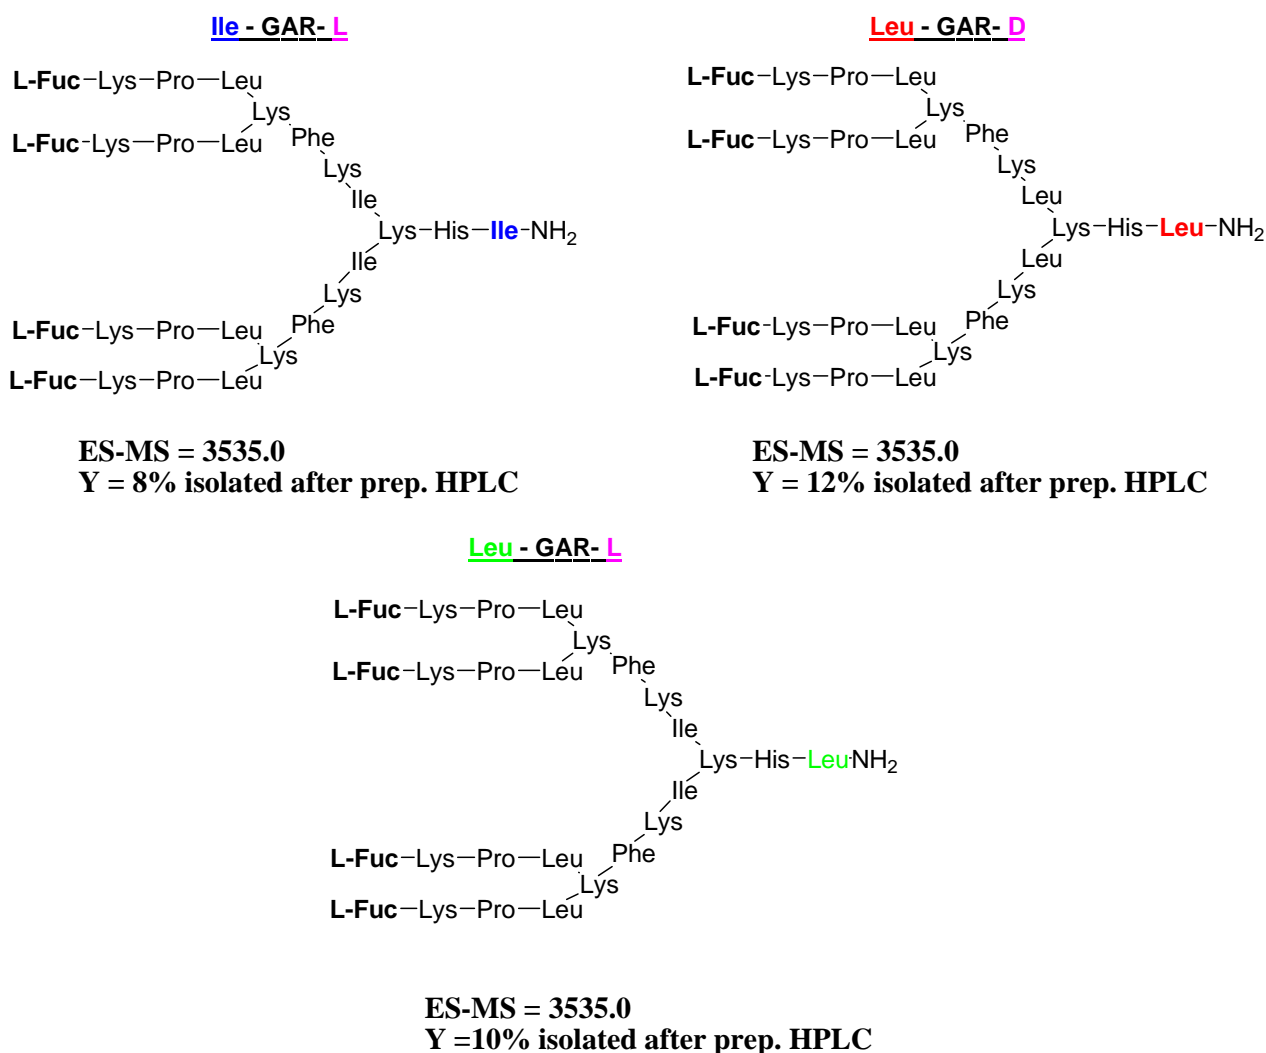 Ile - GAR- L
L-Fuc-Lys-Pro-Leu
Lys
L-Fuc-Lys-Pro-Leu
Phe
Lys
Ile
Lys-His-Ile-NH2
Ile
Lys
Phe
L-Fuc-Lys-Pro-Leu
Lys
L-Fuc-Lys-Pro-Leu
ES-MS = 3535.0
Y = 8% isolated after prep. HPLC
Leu - GAR- D
L-Fuc-Lys-Pro-Leu
Lys
L-Fuc-Lys-Pro-Leu
Phe
Lys
Leu
Lys-His-Leu-NH2
Leu
Lys
Phe
L-Fuc-Lys-Pro-Leu
Lys
L-Fuc-Lys-Pro-Leu
ES-MS = 3535.0
Y = 12% isolated after prep. HPLC
Leu - GAR- L
L-Fuc-Lys-Pro-Leu
Lys
L-Fuc-Lys-Pro-Leu
Phe
Lys
Ile
Lys-His-Leu-NH2
Ile
Lys
Phe
L-Fuc-Lys-Pro-Leu
Lys
L-Fuc-Lys-Pro-Leu
ES-MS = 3535.0
Y =10% isolated after prep. HPLC